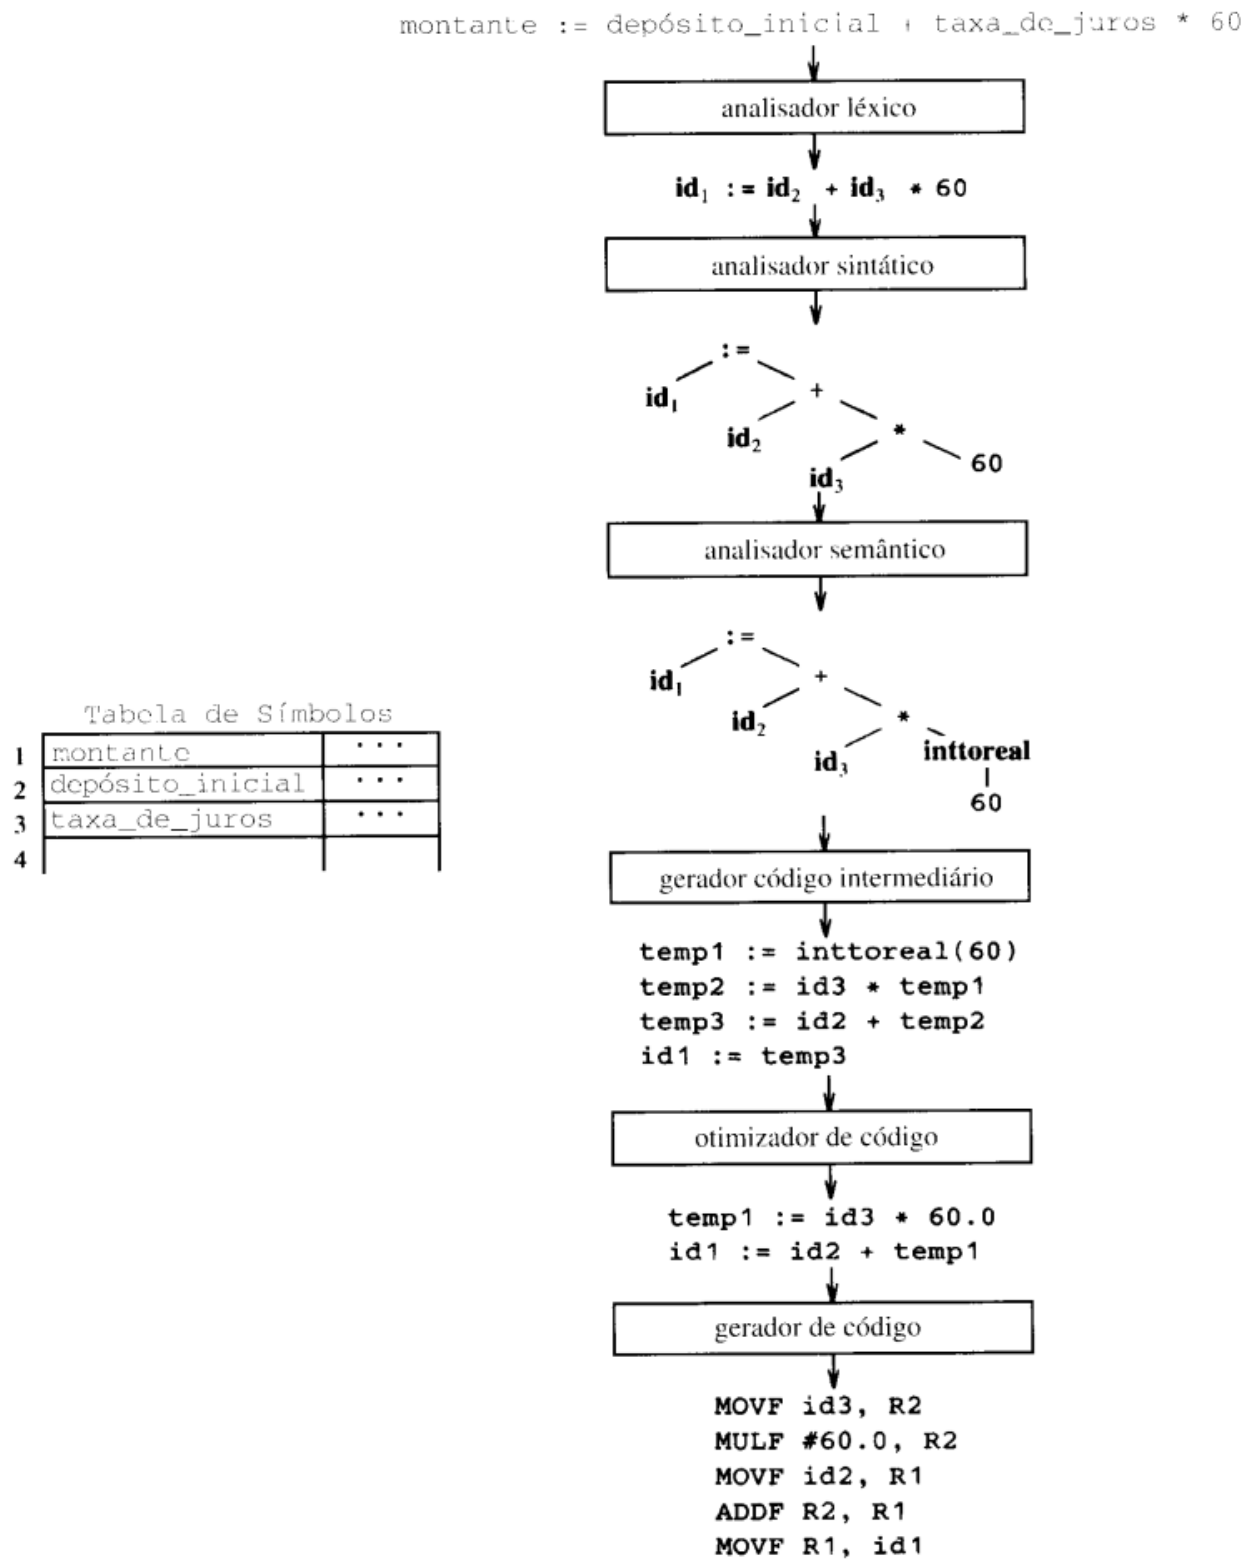 montante := depósito_inicial + taxa_de_juros * 60
analisador léxico
id₁ := id₂ + id₃ * 60
analisador sintático
:=
id₁ +
id₂ *
id₃ 60
analisador semântico
:=
id₁ +
id₂ *
id₃ inttoreal
60
Tabela de Símbolos
1 montante ...
2 depósito_inicial ...
3 taxa_de_juros ...
4
gerador código intermediário
temp1 := inttoreal(60)
temp2 := id3 * temp1
temp3 := id2 + temp2
id1 := temp3
otimizador de código
temp1 := id3 * 60.0
id1 := id2 + temp1
gerador de código
MOVF id3, R2
MULF #60.0, R2
MOVF id2, R1
ADDF R2, R1
MOVF R1, id1